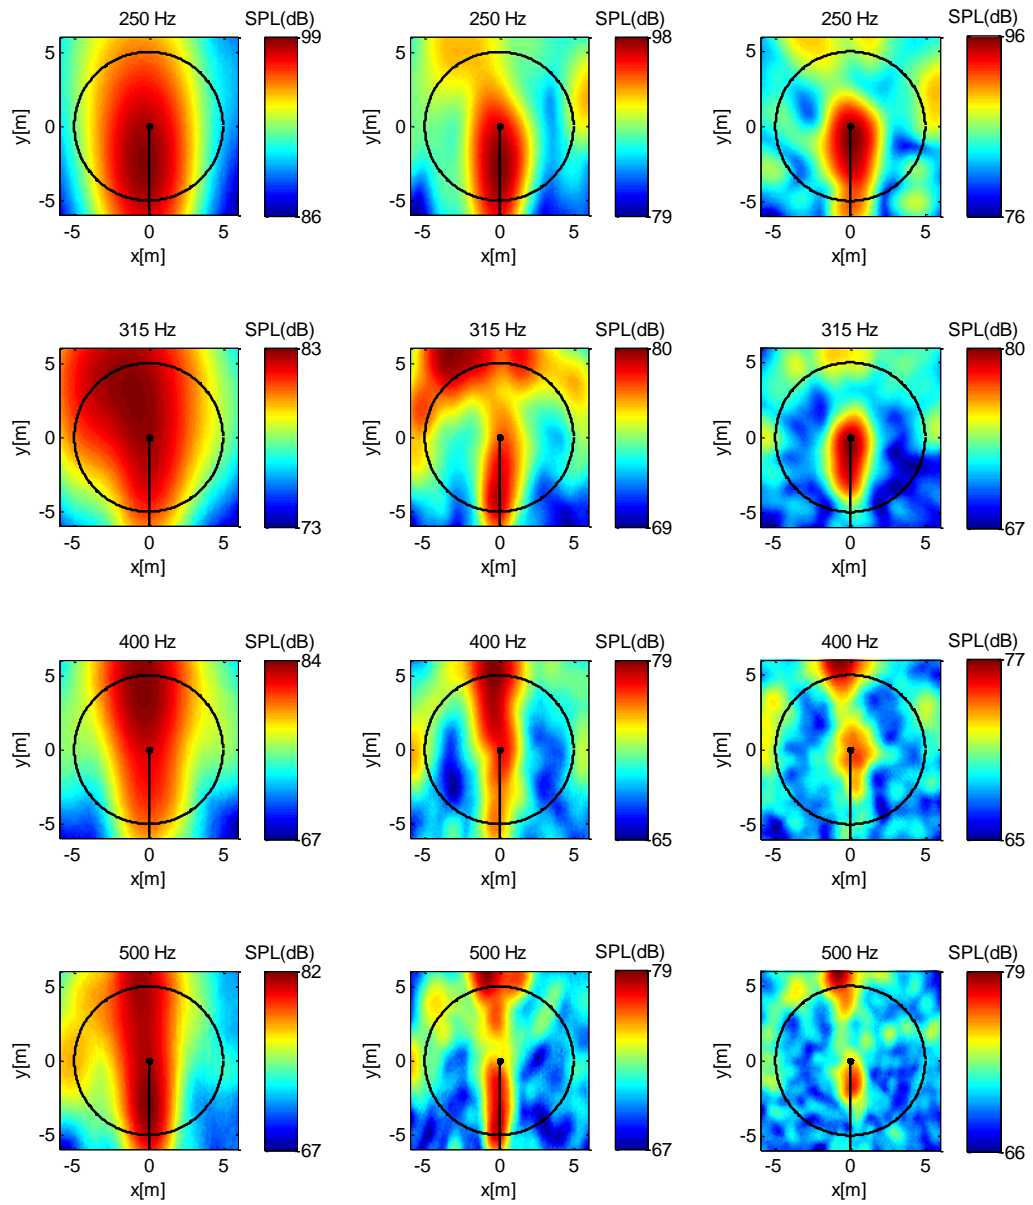 250 Hz SPL(dB) 250 Hz SPL(dB) 250 Hz SPL(dB)
99 98 96
5 5 5
y[m] 0 y[m] 0 y[m] 0
-5 -5 -5
86 79 76
-5 0 5 -5 0 5 -5 0 5
x[m] x[m] x[m]
315 Hz SPL(dB) 315 Hz SPL(dB) 315 Hz SPL(dB)
83 80 80
5 5 5
y[m] 0 y[m] 0 y[m] 0
-5 -5 -5
73 69 67
-5 0 5 -5 0 5 -5 0 5
x[m] x[m] x[m]
400 Hz SPL(dB) 400 Hz SPL(dB) 400 Hz SPL(dB)
84 79 77
5 5 5
y[m] 0 y[m] 0 y[m] 0
-5 -5 -5
67 65 65
-5 0 5 -5 0 5 -5 0 5
x[m] x[m] x[m]
500 Hz SPL(dB) 500 Hz SPL(dB) 500 Hz SPL(dB)
82 79 79
5 5 5
y[m] 0 y[m] 0 y[m] 0
-5 -5 -5
67 67 66
-5 0 5 -5 0 5 -5 0 5
x[m] x[m] x[m]